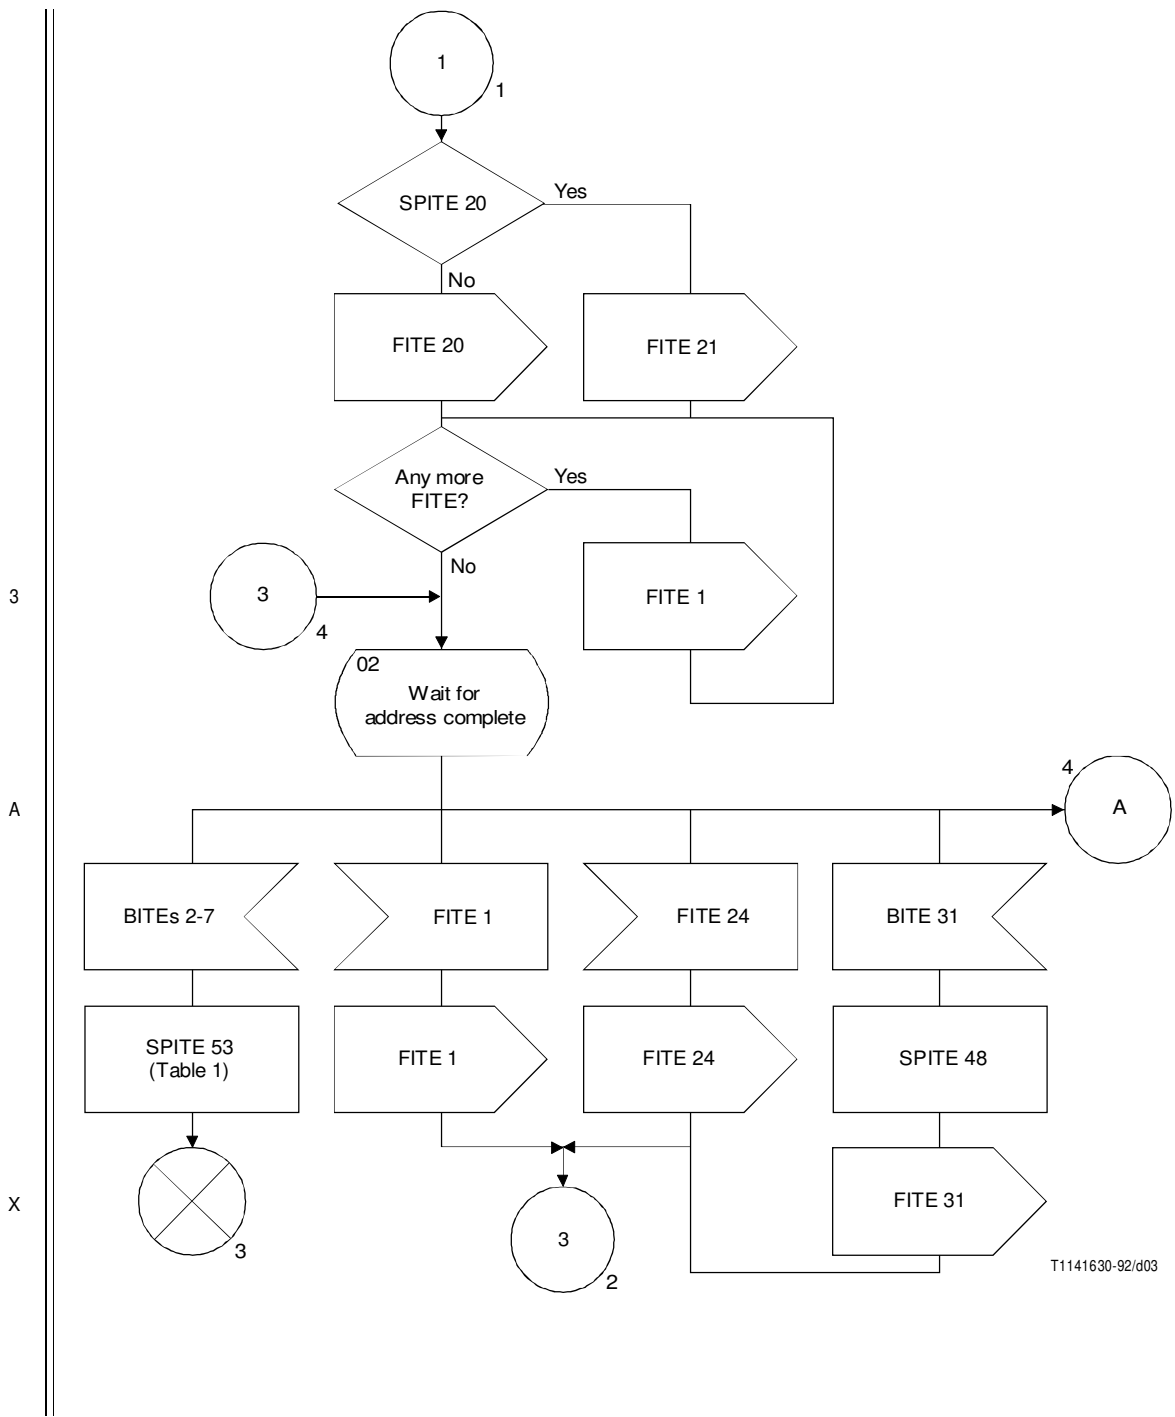 1
1
SPITE 20
Yes
No
FITE 20
FITE 21
Any more
FITE?
Yes
No
3
3
4
FITE 1
02
Wait for
address complete
4
A
A
BITEs 2-7
FITE 1
FITE 24
BITE 31
SPITE 53
(Table 1)
FITE 1
FITE 24
SPITE 48
X
3
3
2
FITE 31
T1141630-92/d03